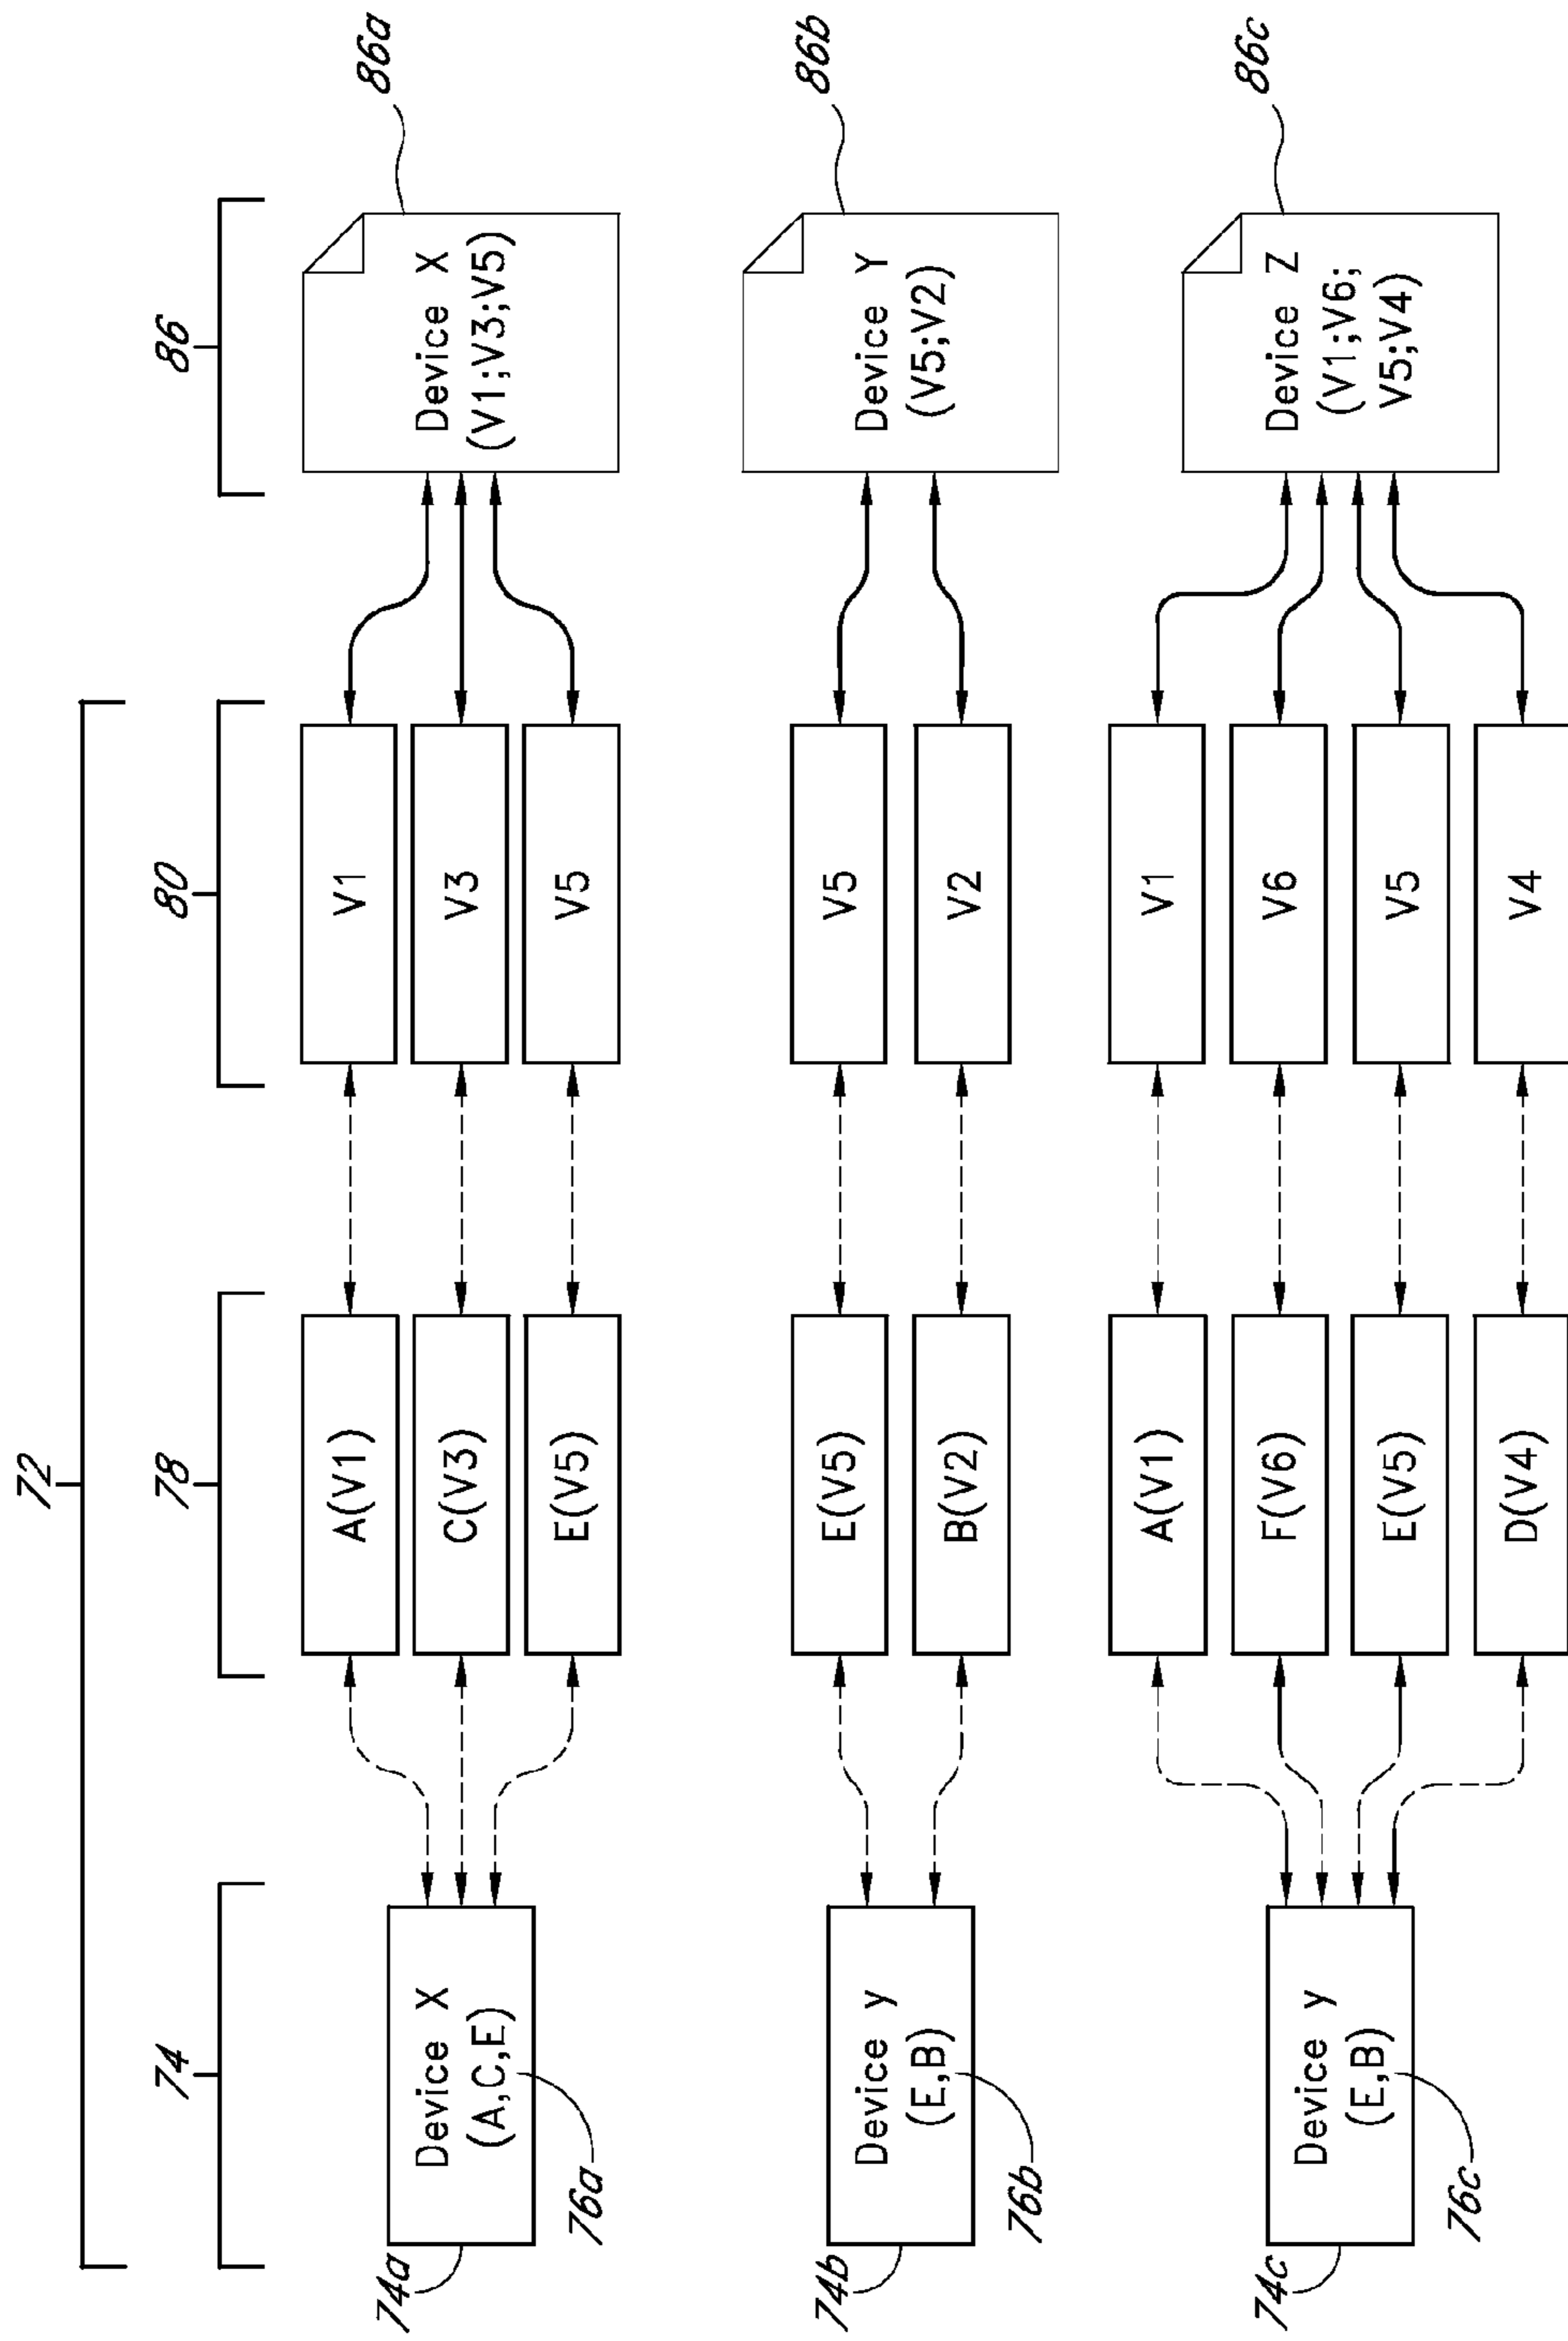 72
74
78
80
86
74a
Device X
(A,C,E)
76a
A(V1)
C(V3)
E(V5)
V1
V3
V5
Device X
(V1;V3;V5)
86a
74b
Device y
(E,B)
76b
E(V5)
B(V2)
V5
V2
Device Y
(V5;V2)
86b
74c
Device y
(E,B)
76c
A(V1)
F(V6)
E(V5)
D(V4)
V1
V6
V5
V4
Device Z
(V1;V6;
V5;V4)
86c